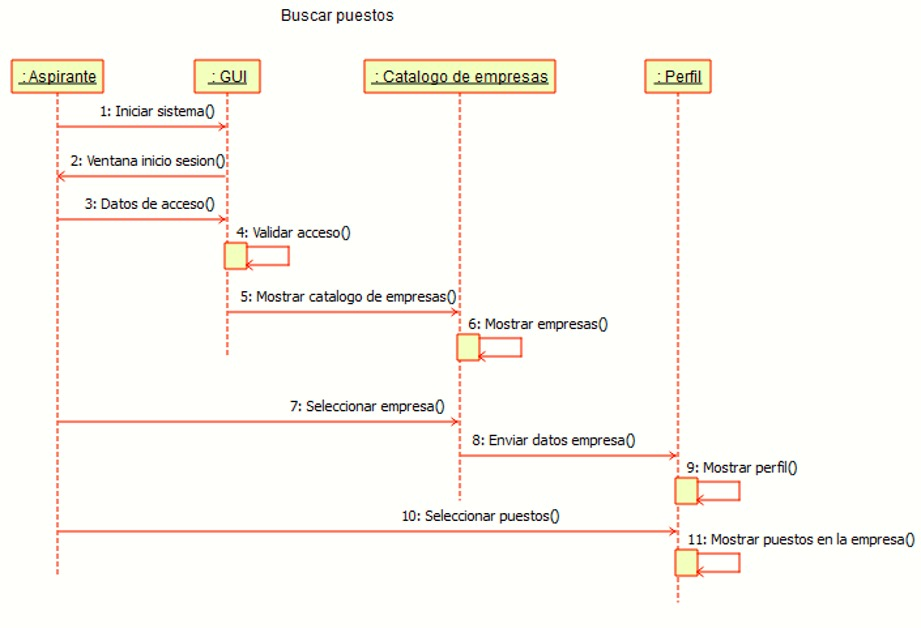 Buscar puestos
: Aspirante
: GUI
: Catalogo de empresas
: Perfil
1: Iniciar sistema()
2: Ventana inicio sesion()
3: Datos de acceso()
4: Validar acceso()
5: Mostrar catalogo de empresas()
6: Mostrar empresas()
7: Seleccionar empresa()
8: Enviar datos empresa()
9: Mostrar perfil()
10: Seleccionar puestos()
11: Mostrar puestos en la empresa()